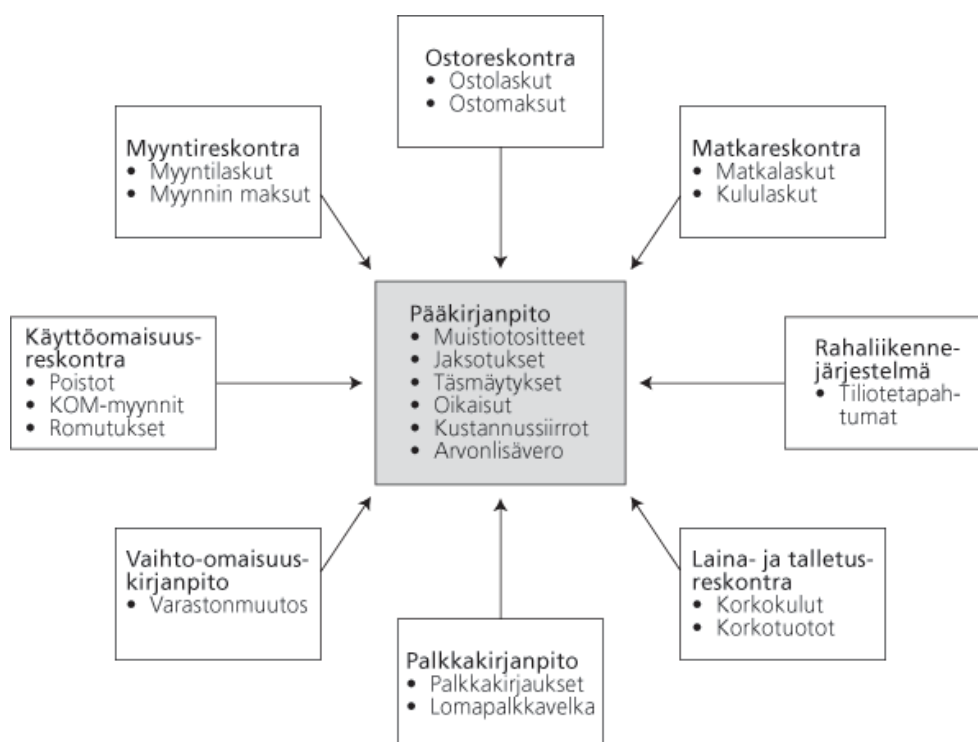 Ostoreskontra
• Ostolaskut
• Ostomaksut
Myyntireskontra
• Myyntilaskut
• Myynnin maksut
Matkareskontra
• Matkalaskut
• Kululaskut
Käyttöomaisuus-
reskontra
• Poistot
• KOM-myynnit
• Romutukset
Pääkirjanpito
• Muistiotositteet
• Jaksotukset
• Täsmäytykset
• Oikaisut
• Kustannussiirrot
• Arvonlisävero
Rahaliikenne-
järjestelmä
• Tiliotetapah-
tumat
Vaihto-omaisuus-
kirjanpito
• Varastonmuutos
Palkkakirjanpito
• Palkkakirjaukset
• Lomapalkkavelka
Laina- ja talletus-
reskontra
• Korkokulut
• Korkotuotot